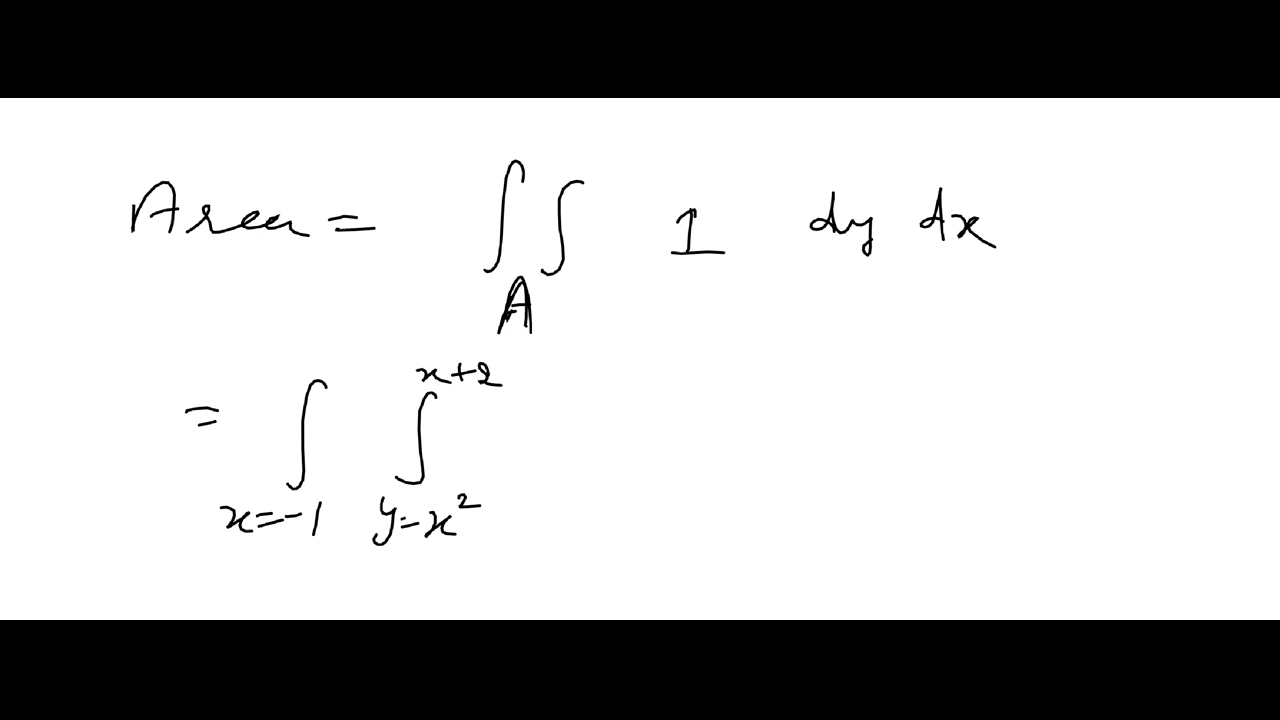 Area = ∬_A 1 dy dx
= ∫_{x=-1} ∫_{y=x²}^{x+2}